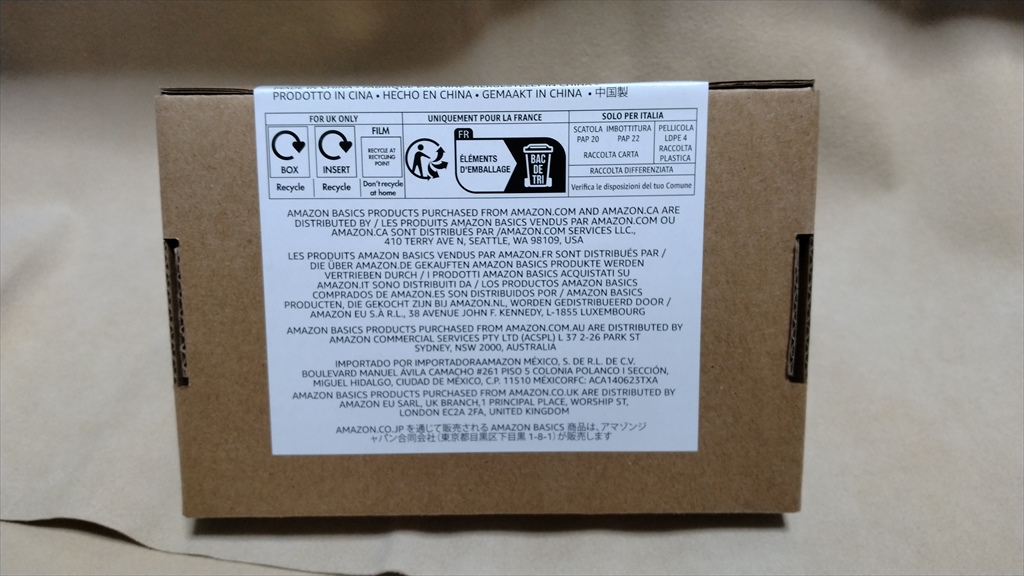 PRODOTTO IN CINA • HECHO EN CHINA • GEMAAKT IN CHINA • 中国製
FOR UK ONLY
BOX
Recycle
INSERT
Recycle
FILM
RECYCLE AT
RECYCLING
POINT
Don't recycle
at home
UNIQUEMENT POUR LA FRANCE
FR
ÉLÉMENTS
D'EMBALLAGE
BAC
DE
TRI
SOLO PER ITALIA
SCATOLA
PAP 20
IMBOTTITURA
PAP 22
RACCOLTA CARTA
PELLICOLA
LDPE 4
RACCOLTA
PLASTICA
RACCOLTA DIFFERENZIATA
Verifica le disposizioni del tuo Comune
AMAZON BASICS PRODUCTS PURCHASED FROM AMAZON.COM AND AMAZON.CA ARE
DISTRIBUTED BY / LES PRODUITS AMAZON BASICS VENDUS PAR AMAZON.COM OU
AMAZON.CA SONT DISTRIBUÉS PAR /AMAZON.COM SERVICES LLC.,
410 TERRY AVE N, SEATTLE, WA 98109, USA
LES PRODUITS AMAZON BASICS VENDUS PAR AMAZON.FR SONT DISTRIBUÉS PAR /
DIE ÜBER AMAZON.DE GEKAUFTEN AMAZON BASICS PRODUKTE WERDEN
VERTRIEBEN DURCH / I PRODOTTI AMAZON BASICS ACQUISTATI SU
AMAZON.IT SONO DISTRIBUITI DA / LOS PRODUCTOS AMAZON BASICS
COMPRADOS DE AMAZON.ES SON DISTRIBUIDOS POR / AMAZON BASICS
PRODUCTEN, DIE GEKOCHT ZIJN BIJ AMAZON.NL, WORDEN GEDISTRIBUEERD DOOR /
AMAZON EU S.À R.L., 38 AVENUE JOHN F. KENNEDY, L-1855 LUXEMBOURG
AMAZON BASICS PRODUCTS PURCHASED FROM AMAZON.COM.AU ARE DISTRIBUTED BY
AMAZON COMMERCIAL SERVICES PTY LTD (ACSPL) L 37 2-26 PARK ST
SYDNEY, NSW 2000, AUSTRALIA
IMPORTADO POR IMPORTADORAAMAZON MÉXICO, S. DE R.L. DE C.V.
BOULEVARD MANUEL ÁVILA CAMACHO #261 PISO 5 COLONIA POLANCO I SECCIÓN,
MIGUEL HIDALGO, CIUDAD DE MÉXICO, C.P. 11510 MÉXICORFC: ACA140623TXA
AMAZON BASICS PRODUCTS PURCHASED FROM AMAZON.CO.UK ARE DISTRIBUTED BY
AMAZON EU SARL, UK BRANCH,1 PRINCIPAL PLACE, WORSHIP ST,
LONDON EC2A 2FA, UNITED KINGDOM
AMAZON.CO.JP を通じて販売される AMAZON BASICS 商品は、アマゾンジ
ャパン合同会社(東京都目黒区下目黒 1-8-1)が販売します